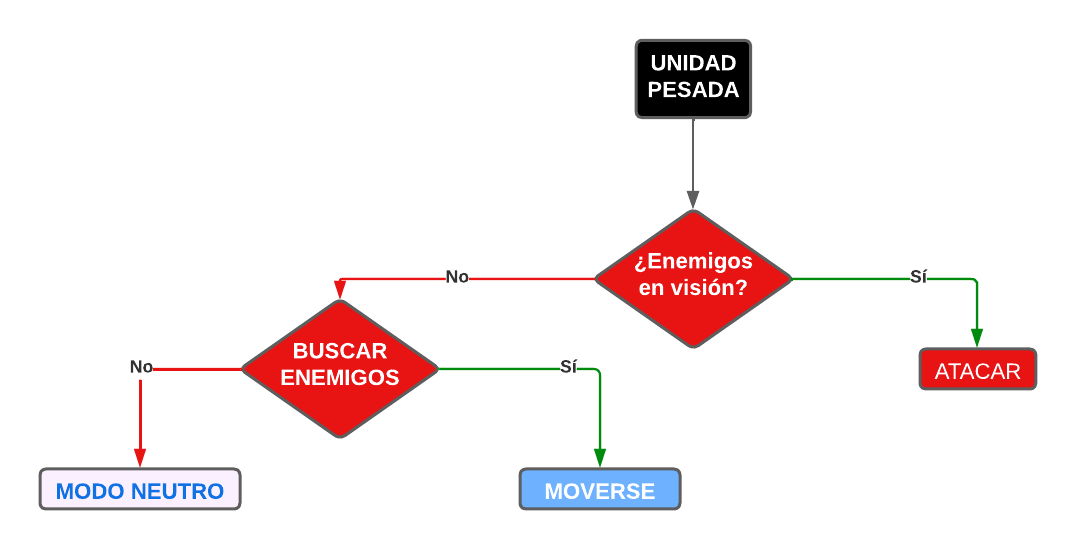 UNIDAD
PESADA
¿Enemigos
en visión?
No
Sí
BUSCAR
ENEMIGOS
No
Sí
ATACAR
MODO NEUTRO
MOVERSE